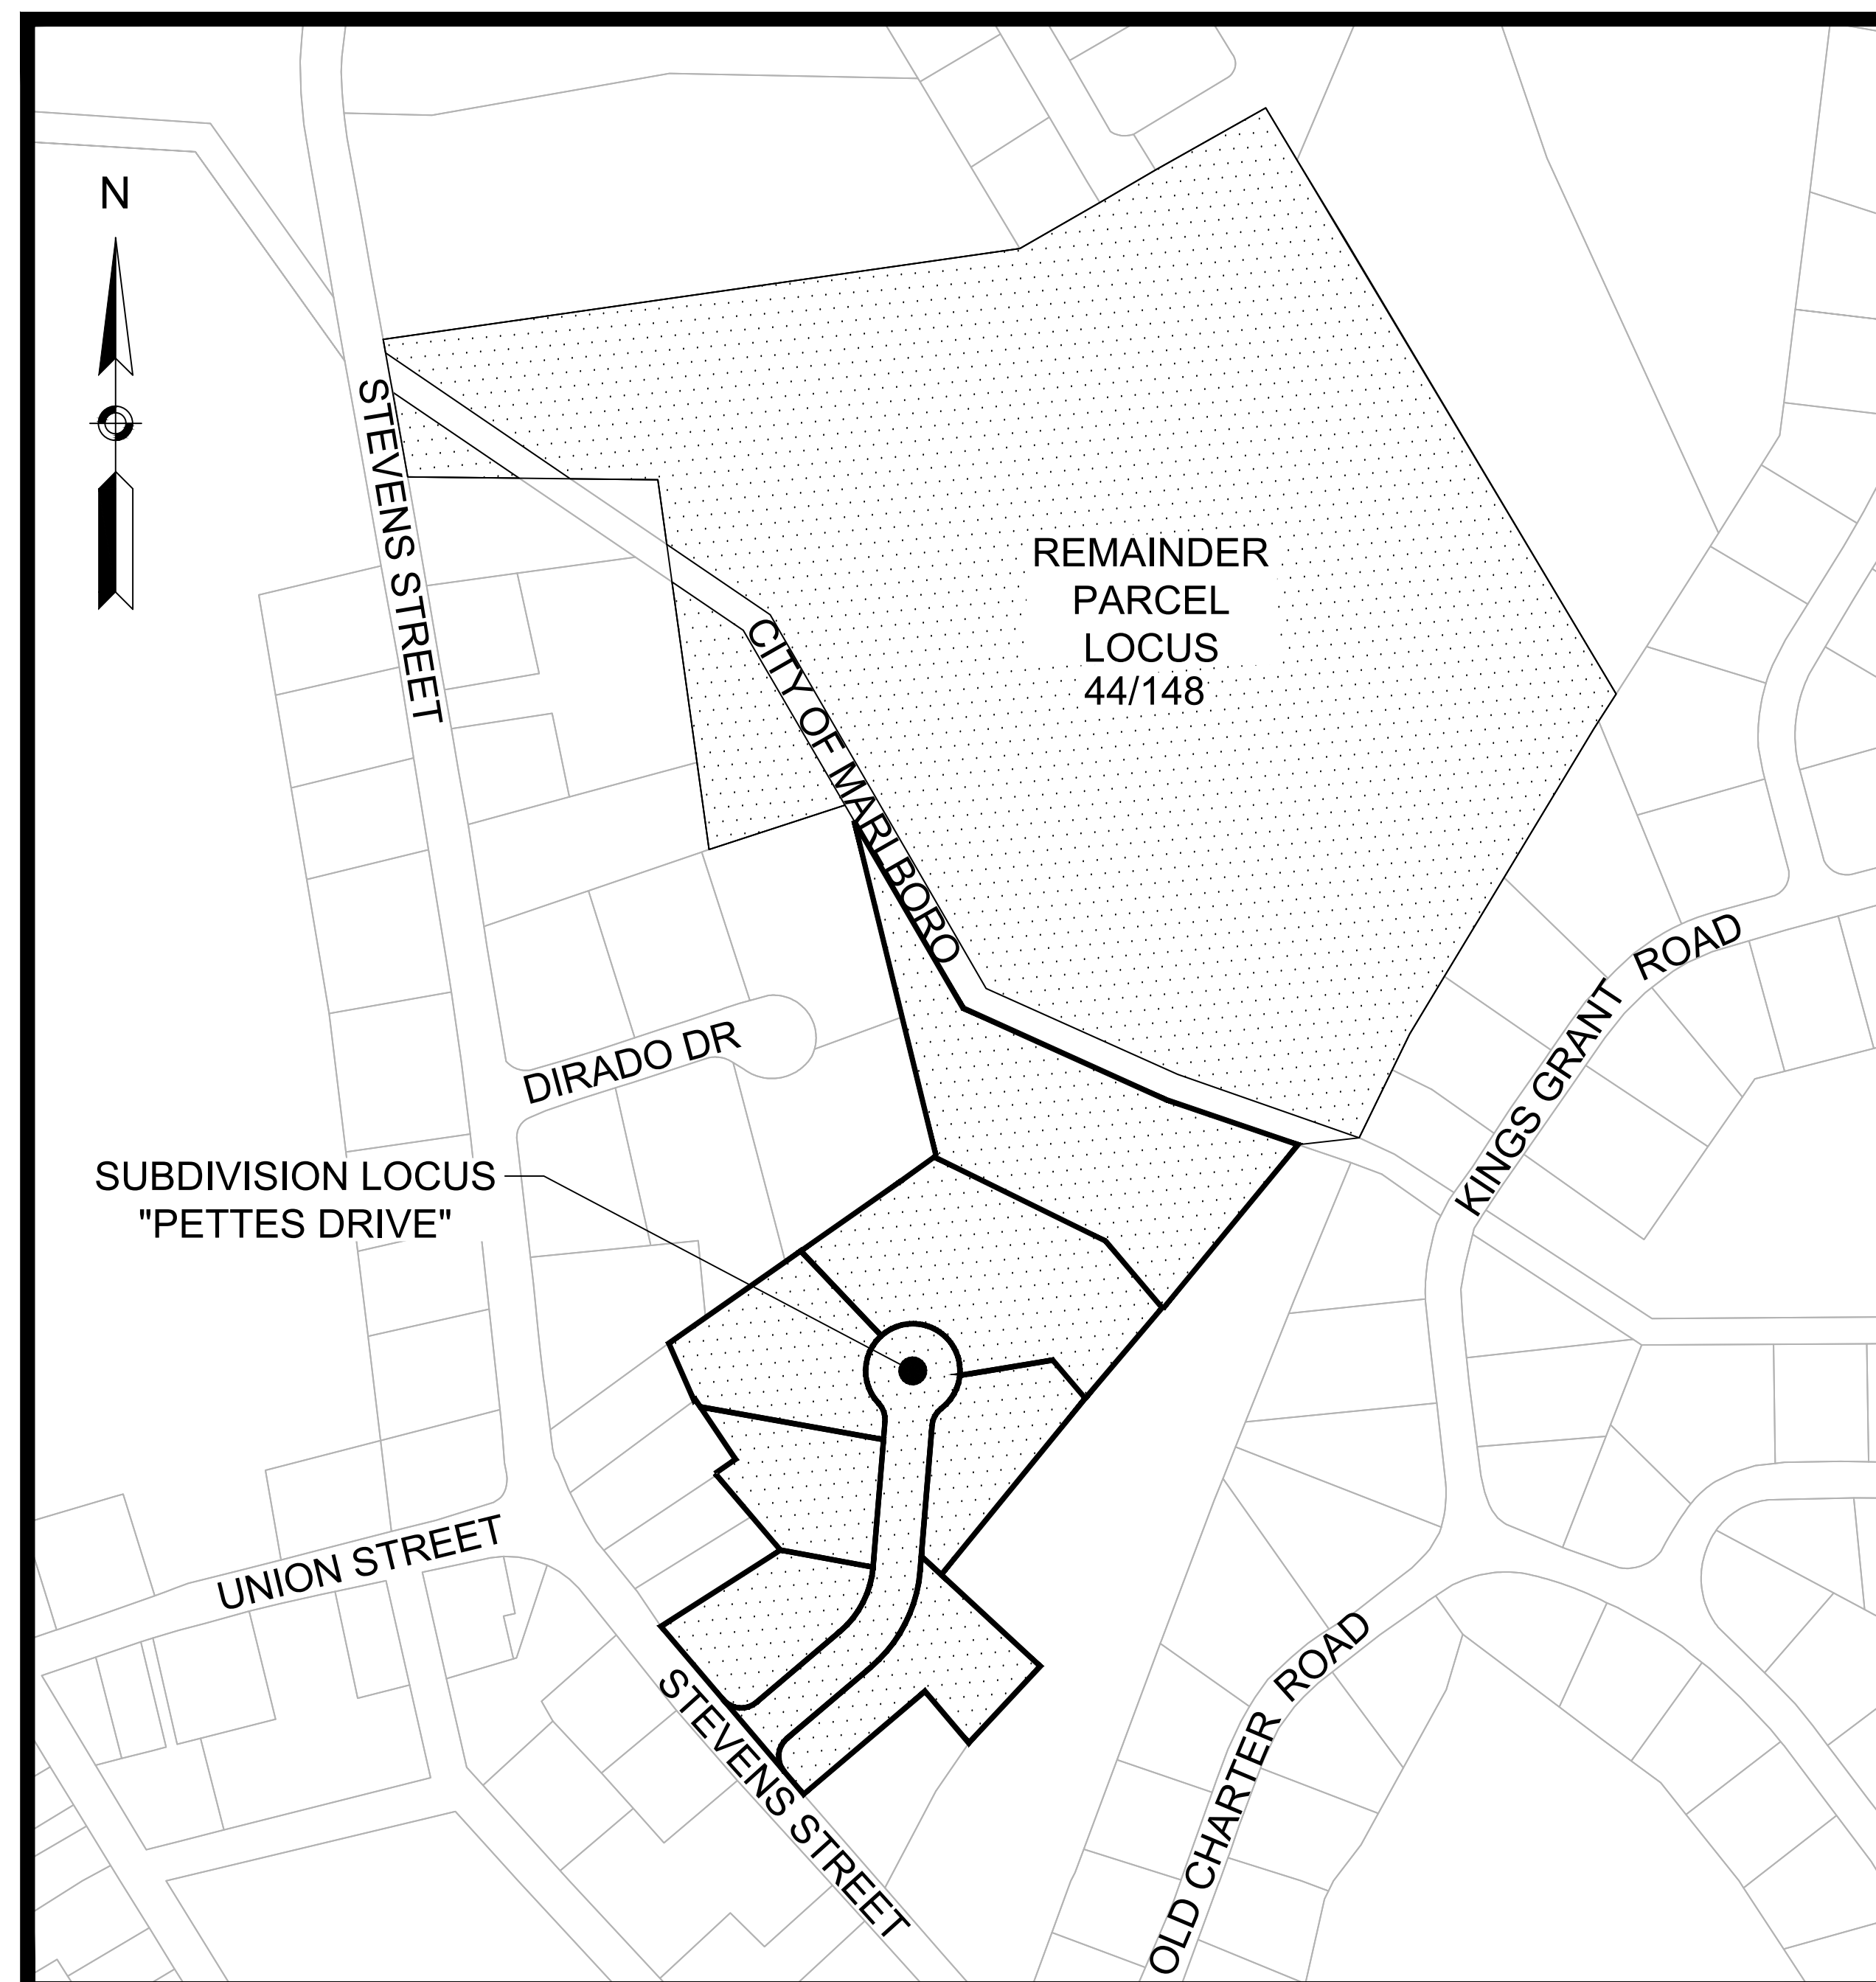 N
STEVENS STREET
REMAINDER
PARCEL
LOCUS
44/148
CITY OF MARLBORO
KINGS GRANT ROAD
DIRADO DR
SUBDIVISION LOCUS
"PETTES DRIVE"
UNION STREET
STEVENS STREET
OLD CHARTER ROAD